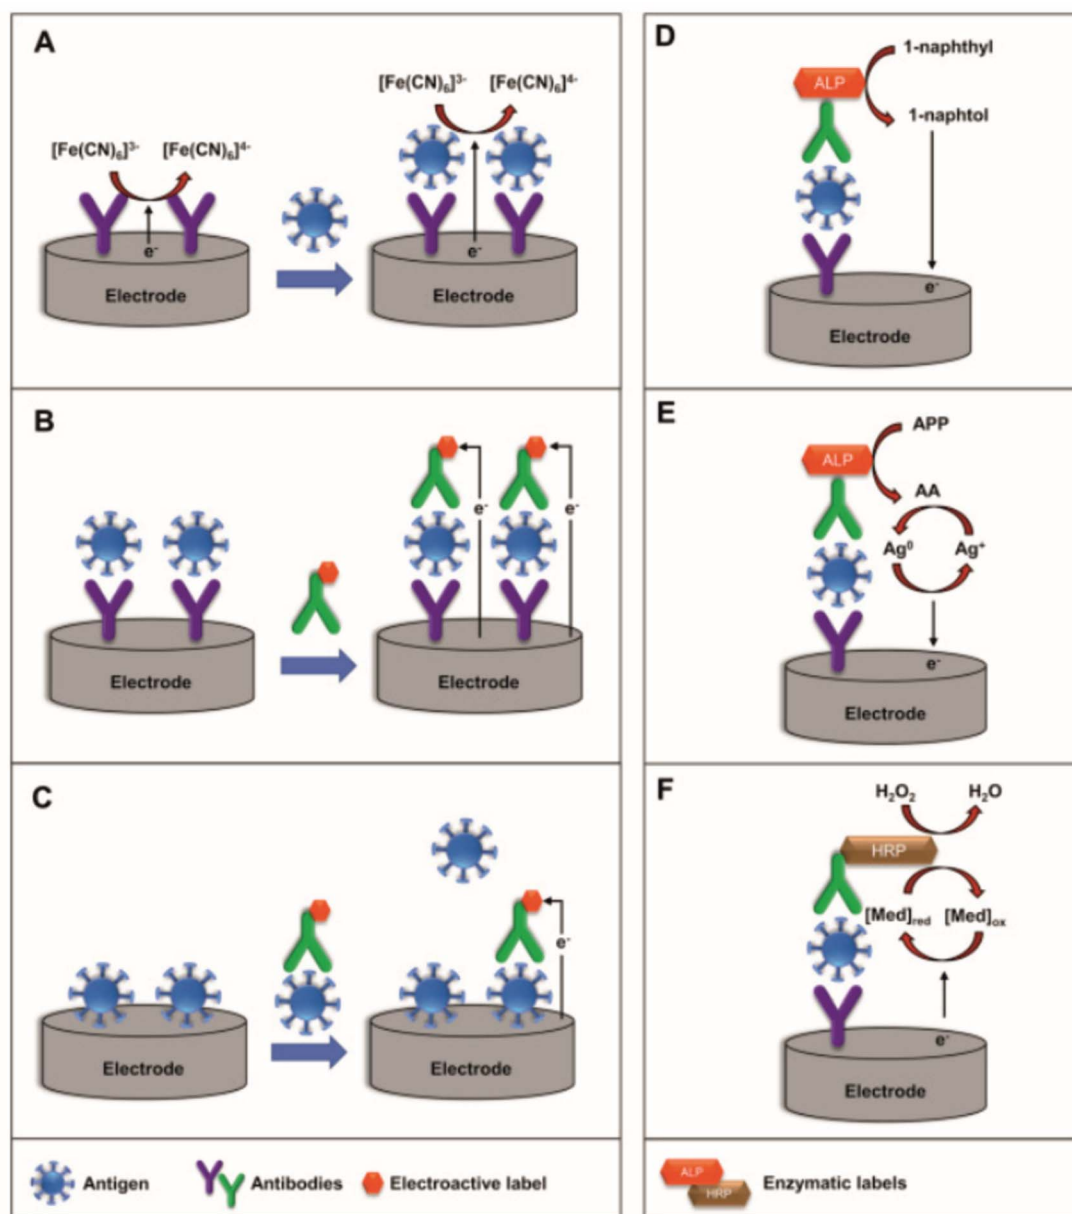 A
[Fe(CN)₆]³⁻ [Fe(CN)₆]⁴⁻
[Fe(CN)₆]³⁻ [Fe(CN)₆]⁴⁻
e⁻
e⁻
Electrode
Electrode
B
e⁻
e⁻
Electrode
Electrode
C
e⁻
Electrode
Electrode
Antigen
Antibodies
Electroactive label
D
1-naphthyl
ALP
1-naphtol
e⁻
Electrode
E
APP
ALP
AA
Ag⁰ Ag⁺
e⁻
Electrode
F
H₂O₂ H₂O
HRP
[Med]red [Med]ox
e⁻
Electrode
ALP
HRP
Enzymatic labels